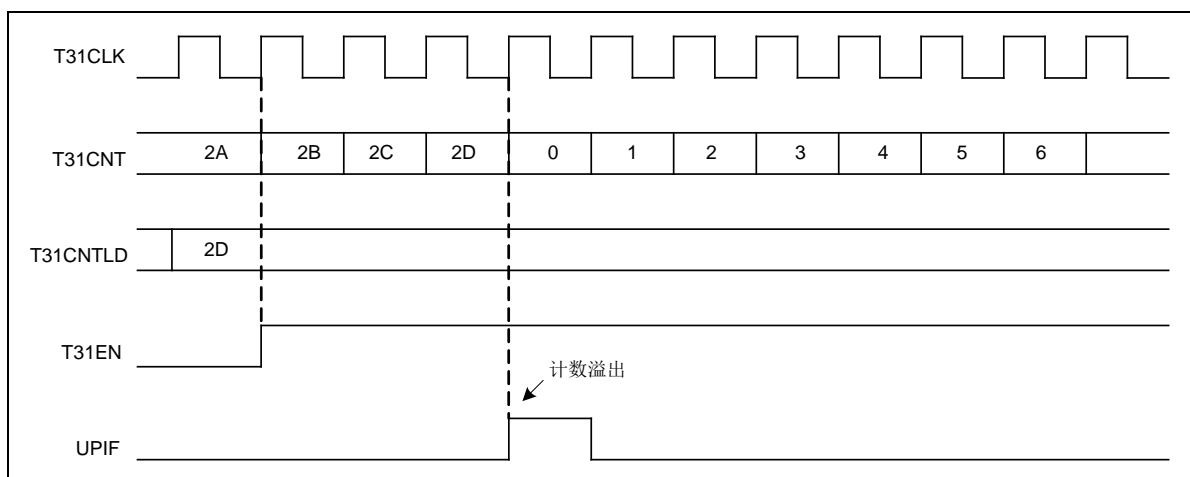 T31CLK
T31CNT 2A 2B 2C 2D 0 1 2 3 4 5 6
T31CNTLD 2D
T31EN
计数溢出
UPIF